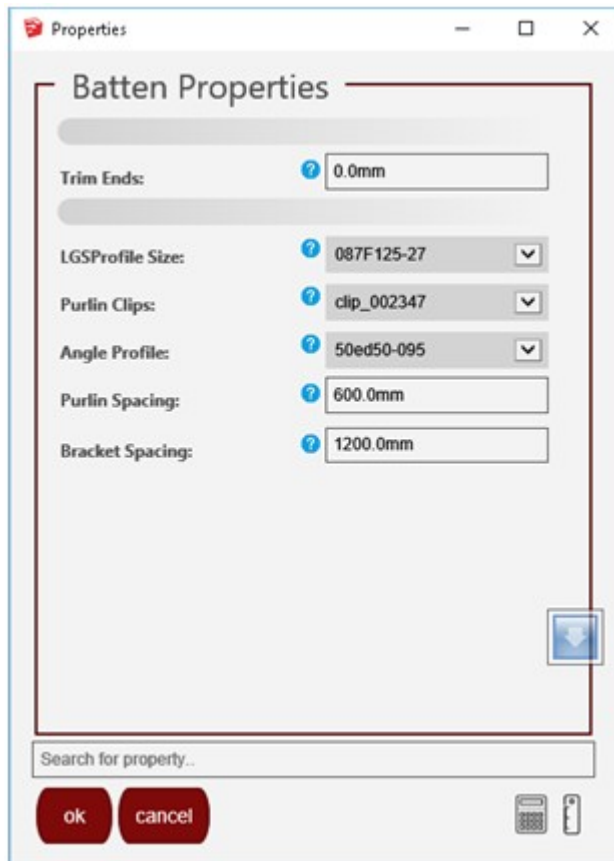 Properties
Batten Properties
Trim Ends: ? 0.0mm
LGSProfile Size: ? 087F125-27
Purlin Clips: ? clip_002347
Angle Profile: ? 50ed50-095
Purlin Spacing: ? 600.0mm
Bracket Spacing: ? 1200.0mm
Search for property..
ok cancel